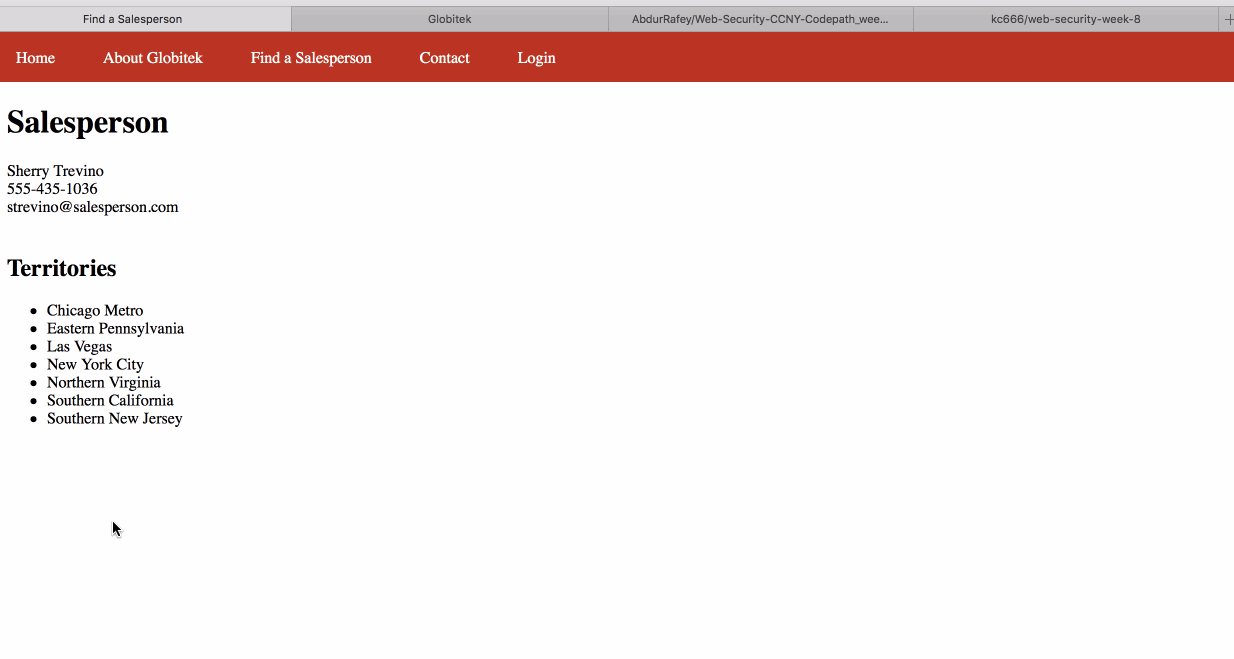 Find a Salesperson Globitek AbdurRafey/Web-Security-CCNY-Codepath_wee... kc666/web-security-week-8
Home About Globitek Find a Salesperson Contact Login
Salesperson
Sherry Trevino
555-435-1036
strevino@salesperson.com
Territories
• Chicago Metro
• Eastern Pennsylvania
• Las Vegas
• New York City
• Northern Virginia
• Southern California
• Southern New Jersey